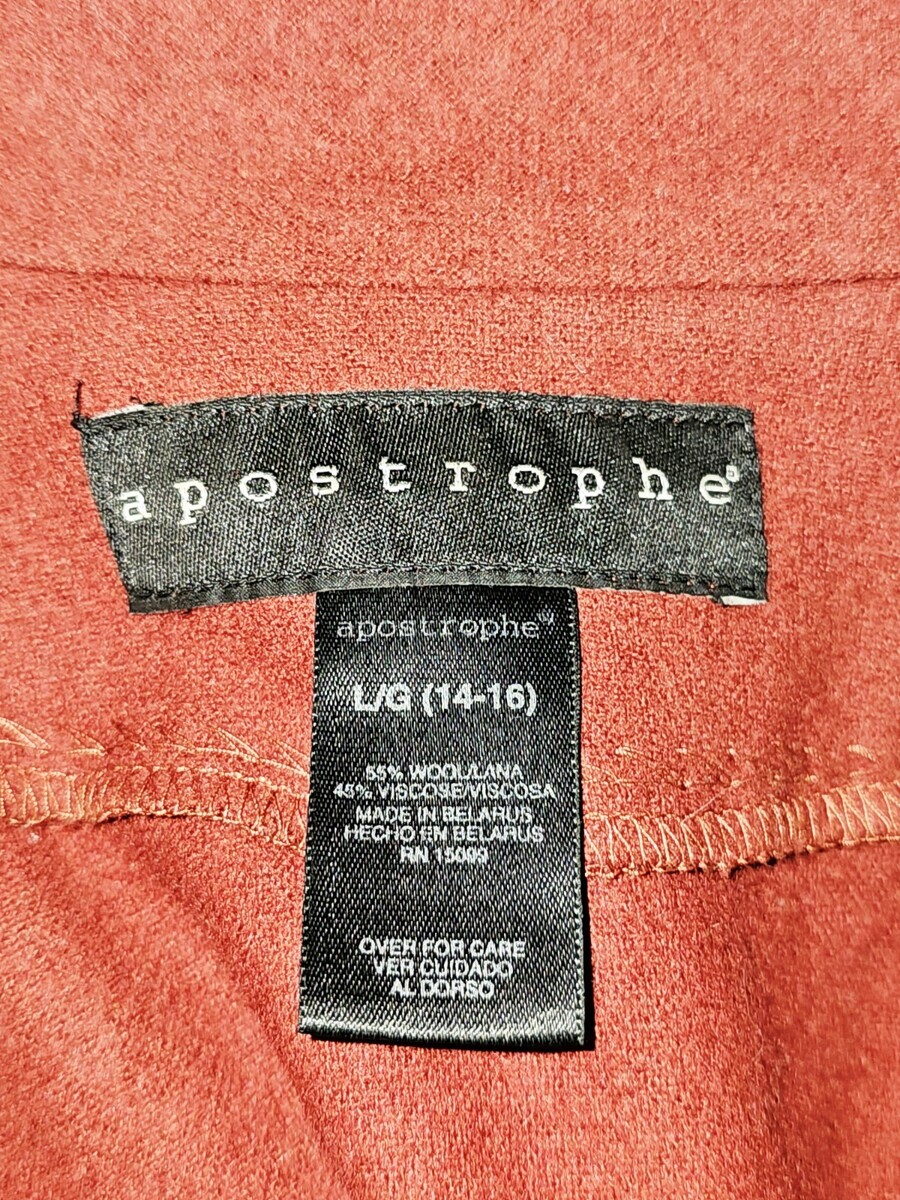 apostrophe
apostrophe
L/G (14-16)
55% WOOL/LANA
45% VISCOSE/VISCOSA
MADE IN BELARUS
HECHO EN BELARUS
RN 15099
OVER FOR CARE
VER CUIDADO
AL DORSO